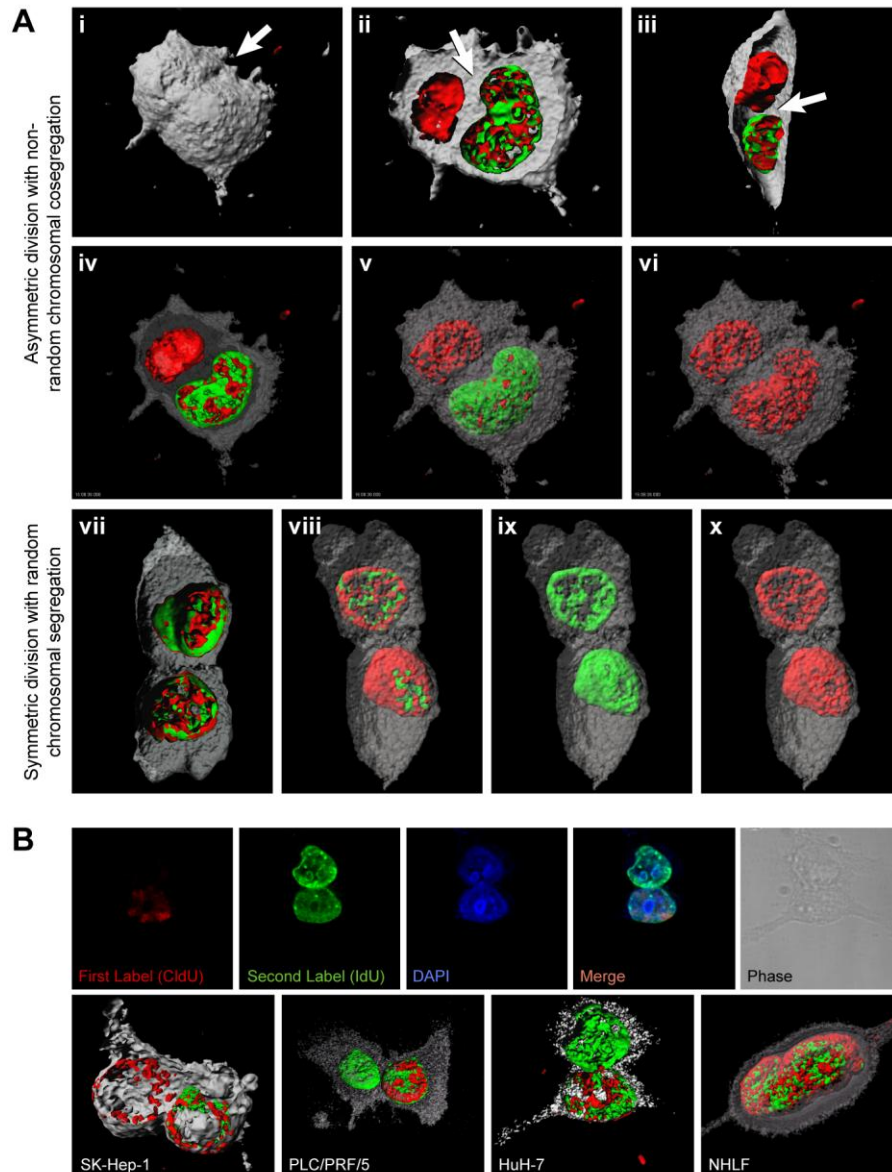 A
Asymmetric division with non-
random chromosomal cosegregation
i
ii
iii
iv
v
vi
Symmetric division with random
chromosomal segregation
vii
viii
ix
x
B
First Label (CldU)
Second Label (IdU)
DAPI
Merge
Phase
SK-Hep-1
PLC/PRF/5
HuH-7
NHLF